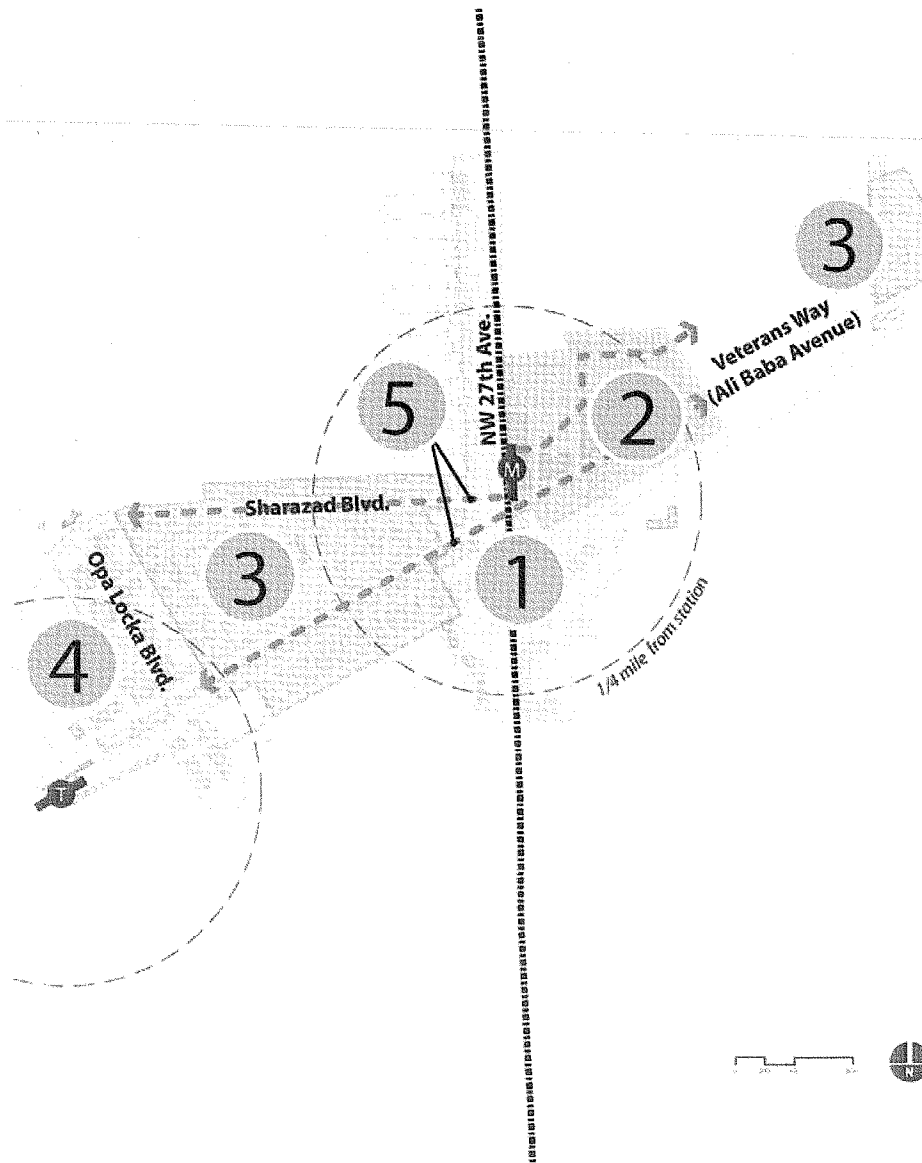 3
Veterans Way
(Ali Baba Avenue)
NW 27th Ave.
5
2
M
Sharazad Blvd.
3
1
Opa Locka Blvd.
4
1/4 mile from station
T
N